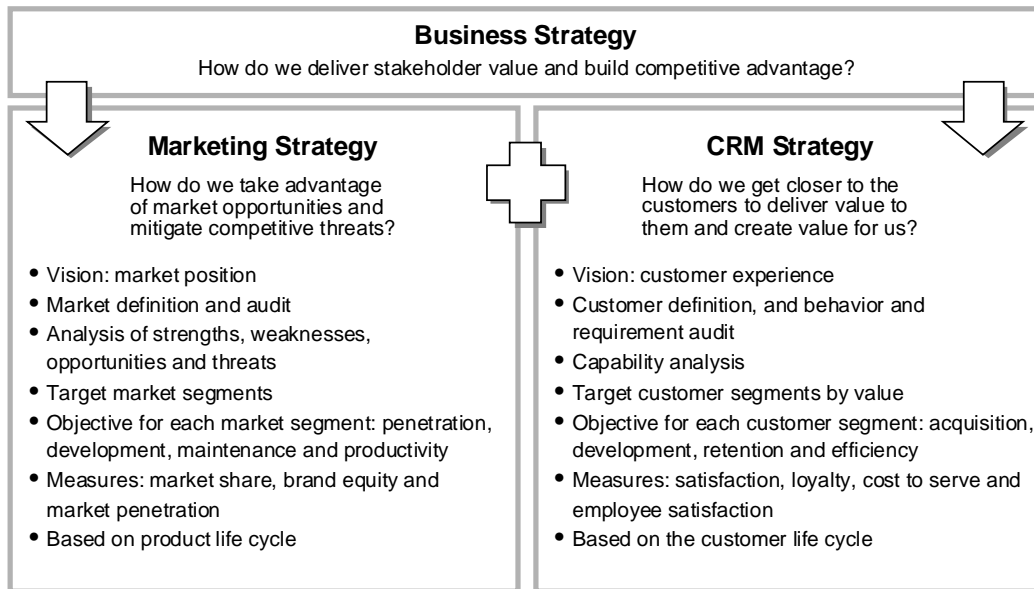 Business Strategy
How do we deliver stakeholder value and build competitive advantage?
Marketing Strategy
How do we take advantage
of market opportunities and
mitigate competitive threats?
• Vision: market position
• Market definition and audit
• Analysis of strengths, weaknesses,
opportunities and threats
• Target market segments
• Objective for each market segment: penetration,
development, maintenance and productivity
• Measures: market share, brand equity and
market penetration
• Based on product life cycle
CRM Strategy
How do we get closer to the
customers to deliver value to
them and create value for us?
• Vision: customer experience
• Customer definition, and behavior and
requirement audit
• Capability analysis
• Target customer segments by value
• Objective for each customer segment: acquisition,
development, retention and efficiency
• Measures: satisfaction, loyalty, cost to serve and
employee satisfaction
• Based on the customer life cycle